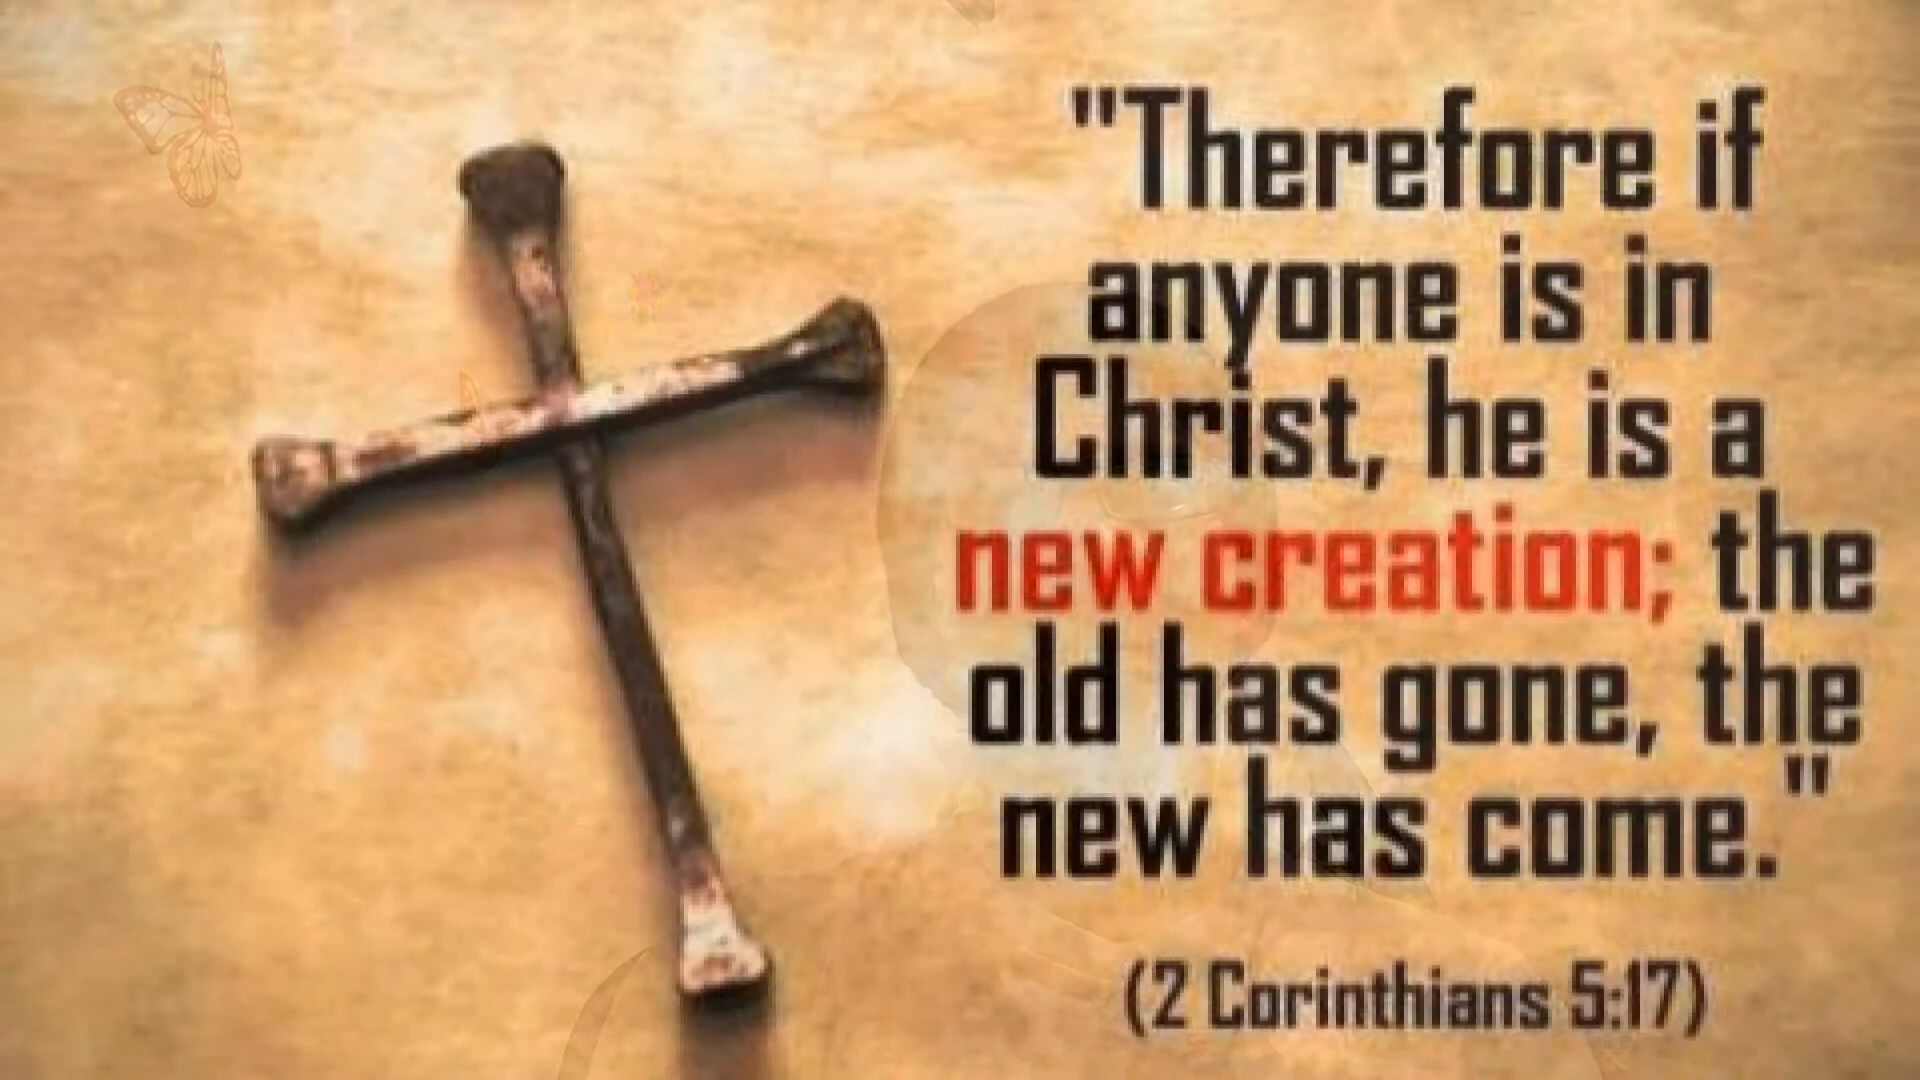 "Therefore if
anyone is in
Christ, he is a
new creation; the
old has gone, the
new has come."
(2 Corinthians 5:17)